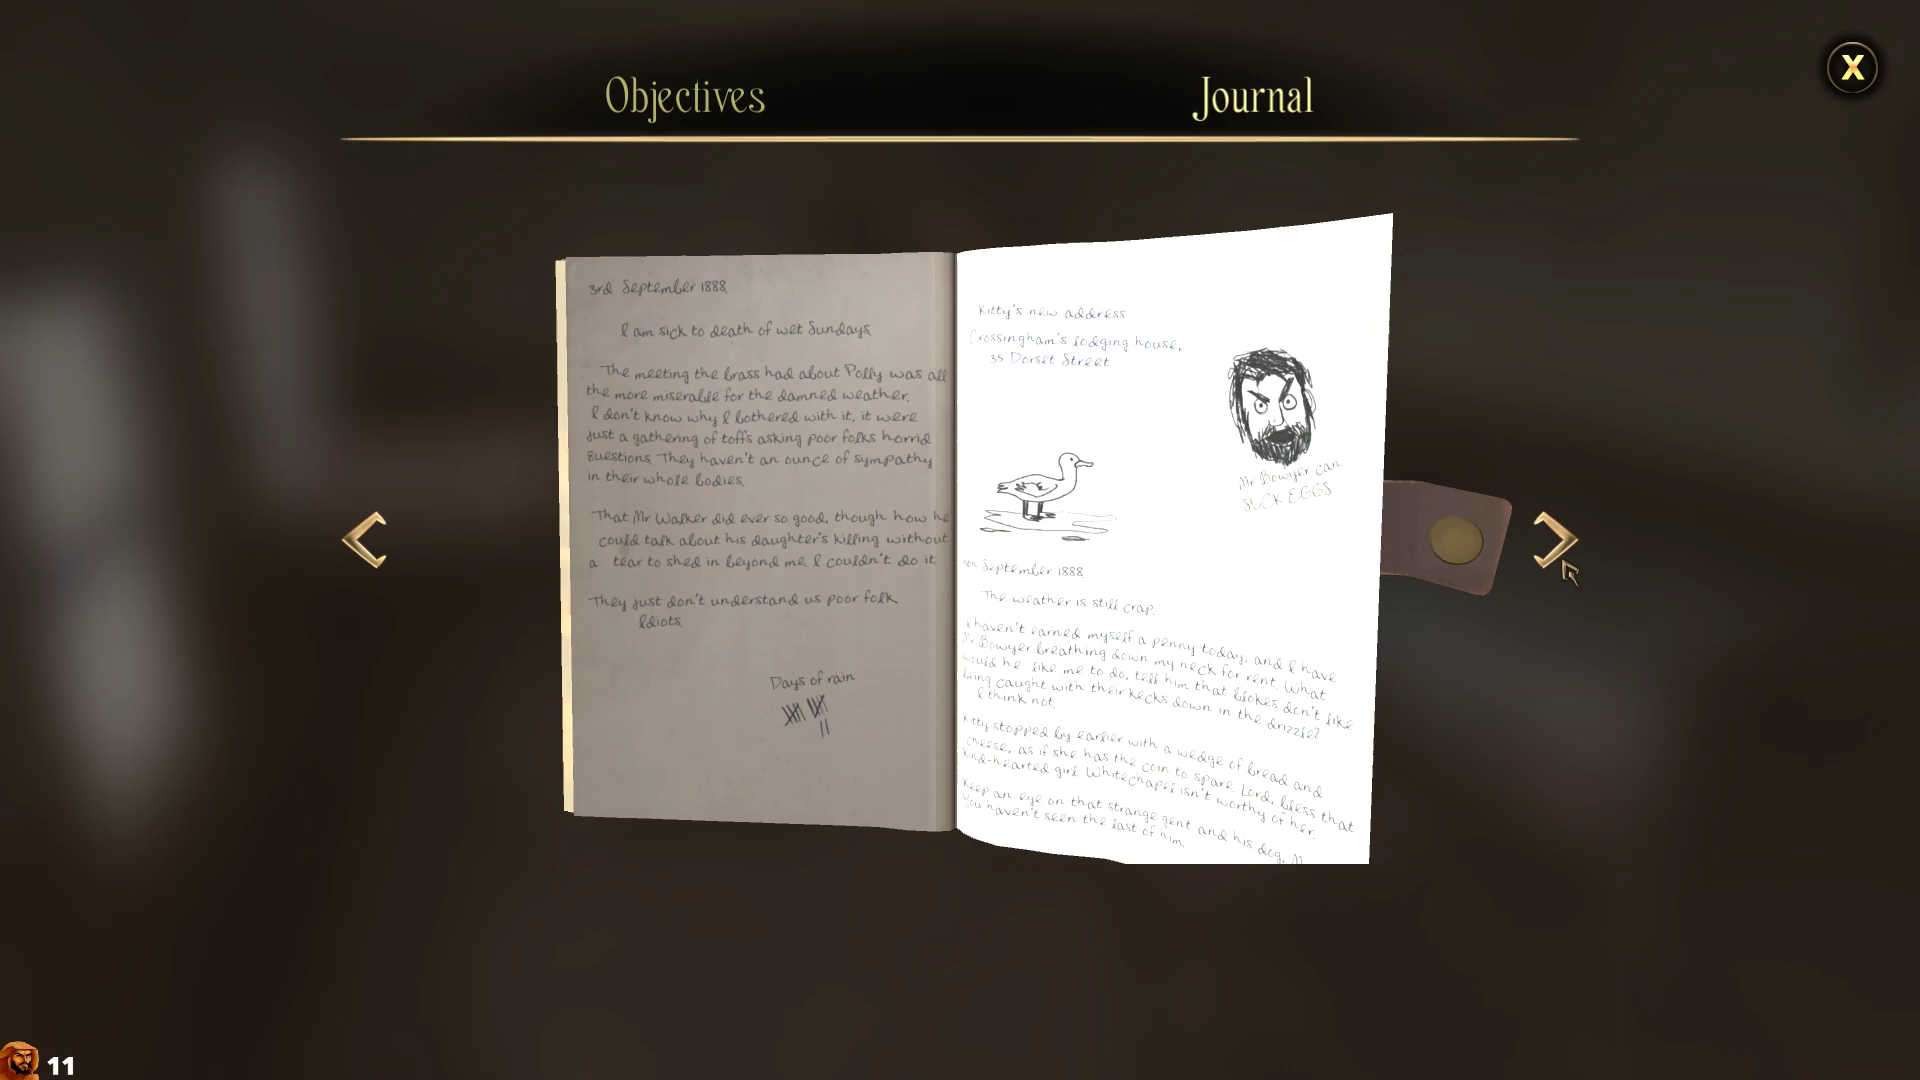 Objectives
Journal
X
3rd September 1888
I am sick to death of wet Sundays.
The meeting the brass had about Polly was all
the more miserable for the damned weather.
I don't know why I bothered with it, it were
just a gathering of toffs asking poor folks horrid
questions. They haven't an ounce of sympathy
in their whole bodies.
That Mr Walker did ever so good, though how he
could talk about his daughter's killing without
a tear to shed in beyond me. I couldn't do it.
They just don't understand us poor folk
Idiots.
Days of rain
Kitty's new address
Crossingham's lodging house,
35 Dorset Street
Mr Bowyer can
SUCK EGGS
September 1888
The weather is still crap.
I haven't earned myself a penny today, and I have
Mr Bowyer breathing down my neck for rent. What
would he like me to do, tell him that blokes don't like
being caught with their kecks down in the drizzle?
I think not.
Kitty stopped by earlier with a wedge of bread and
cheese, as if she has the coin to spare. Lord, bless that
kind-hearted girl. Whitechapel isn't worthy of her.
Keep an eye on that strange gent and his dog,
you haven't seen the last of him.
11